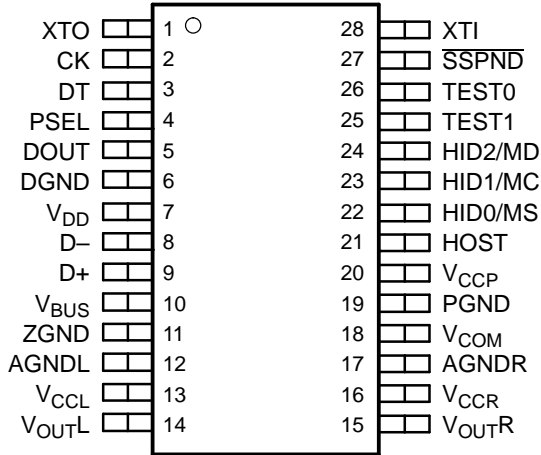 XTO 1 28 XTI
CK 2 27 SSPND
DT 3 26 TEST0
PSEL 4 25 TEST1
DOUT 5 24 HID2/MD
DGND 6 23 HID1/MC
VDD 7 22 HID0/MS
D– 8 21 HOST
D+ 9 20 VCCP
VBUS 10 19 PGND
ZGND 11 18 VCOM
AGNDL 12 17 AGNDR
VCCL 13 16 VCCR
VOUTL 14 15 VOUTR